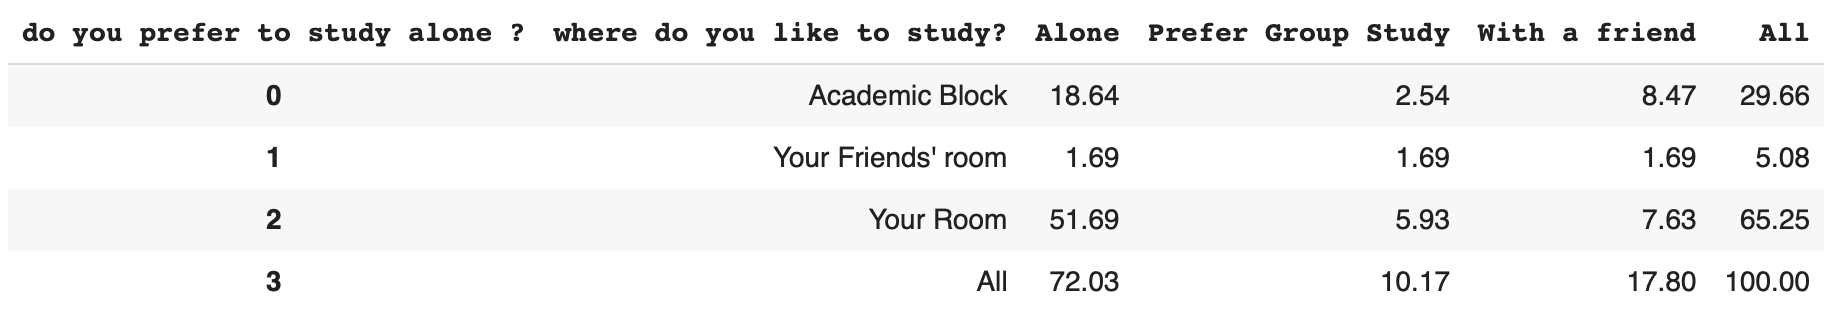 do you prefer to study alone ? where do you like to study? Alone Prefer Group Study With a friend All
0 Academic Block 18.64 2.54 8.47 29.66
1 Your Friends' room 1.69 1.69 1.69 5.08
2 Your Room 51.69 5.93 7.63 65.25
3 All 72.03 10.17 17.80 100.00